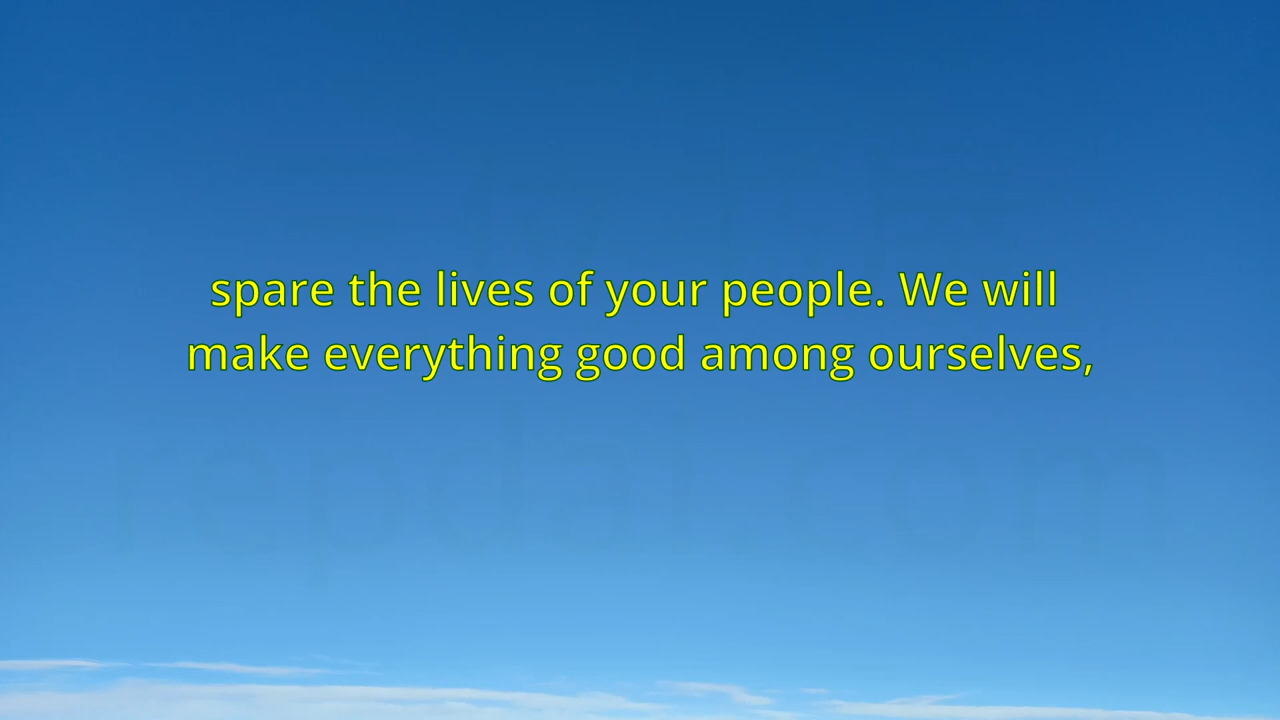 spare the lives of your people. We will
make everything good among ourselves,